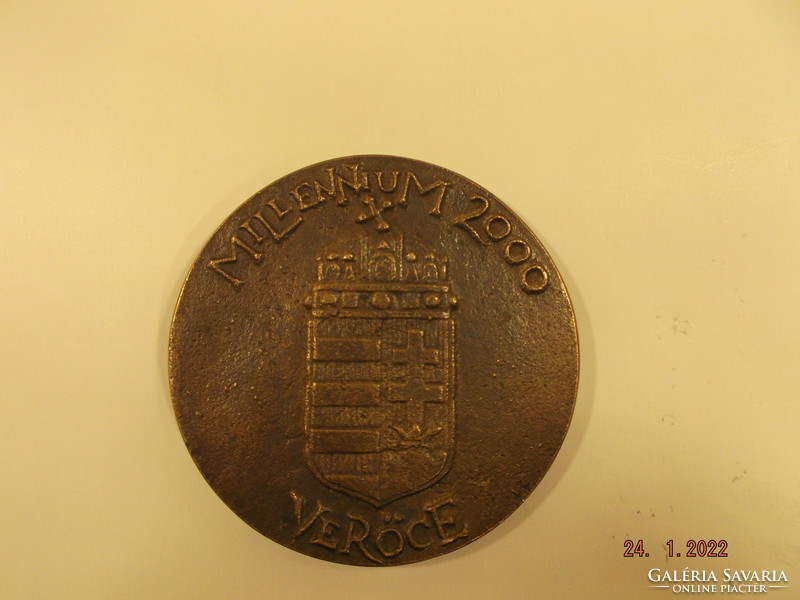 MILLENNIUM 2000
VERŐCE
24. 1.2022
GALÉRIA SAVARIA
ONLINE PIACTÉR